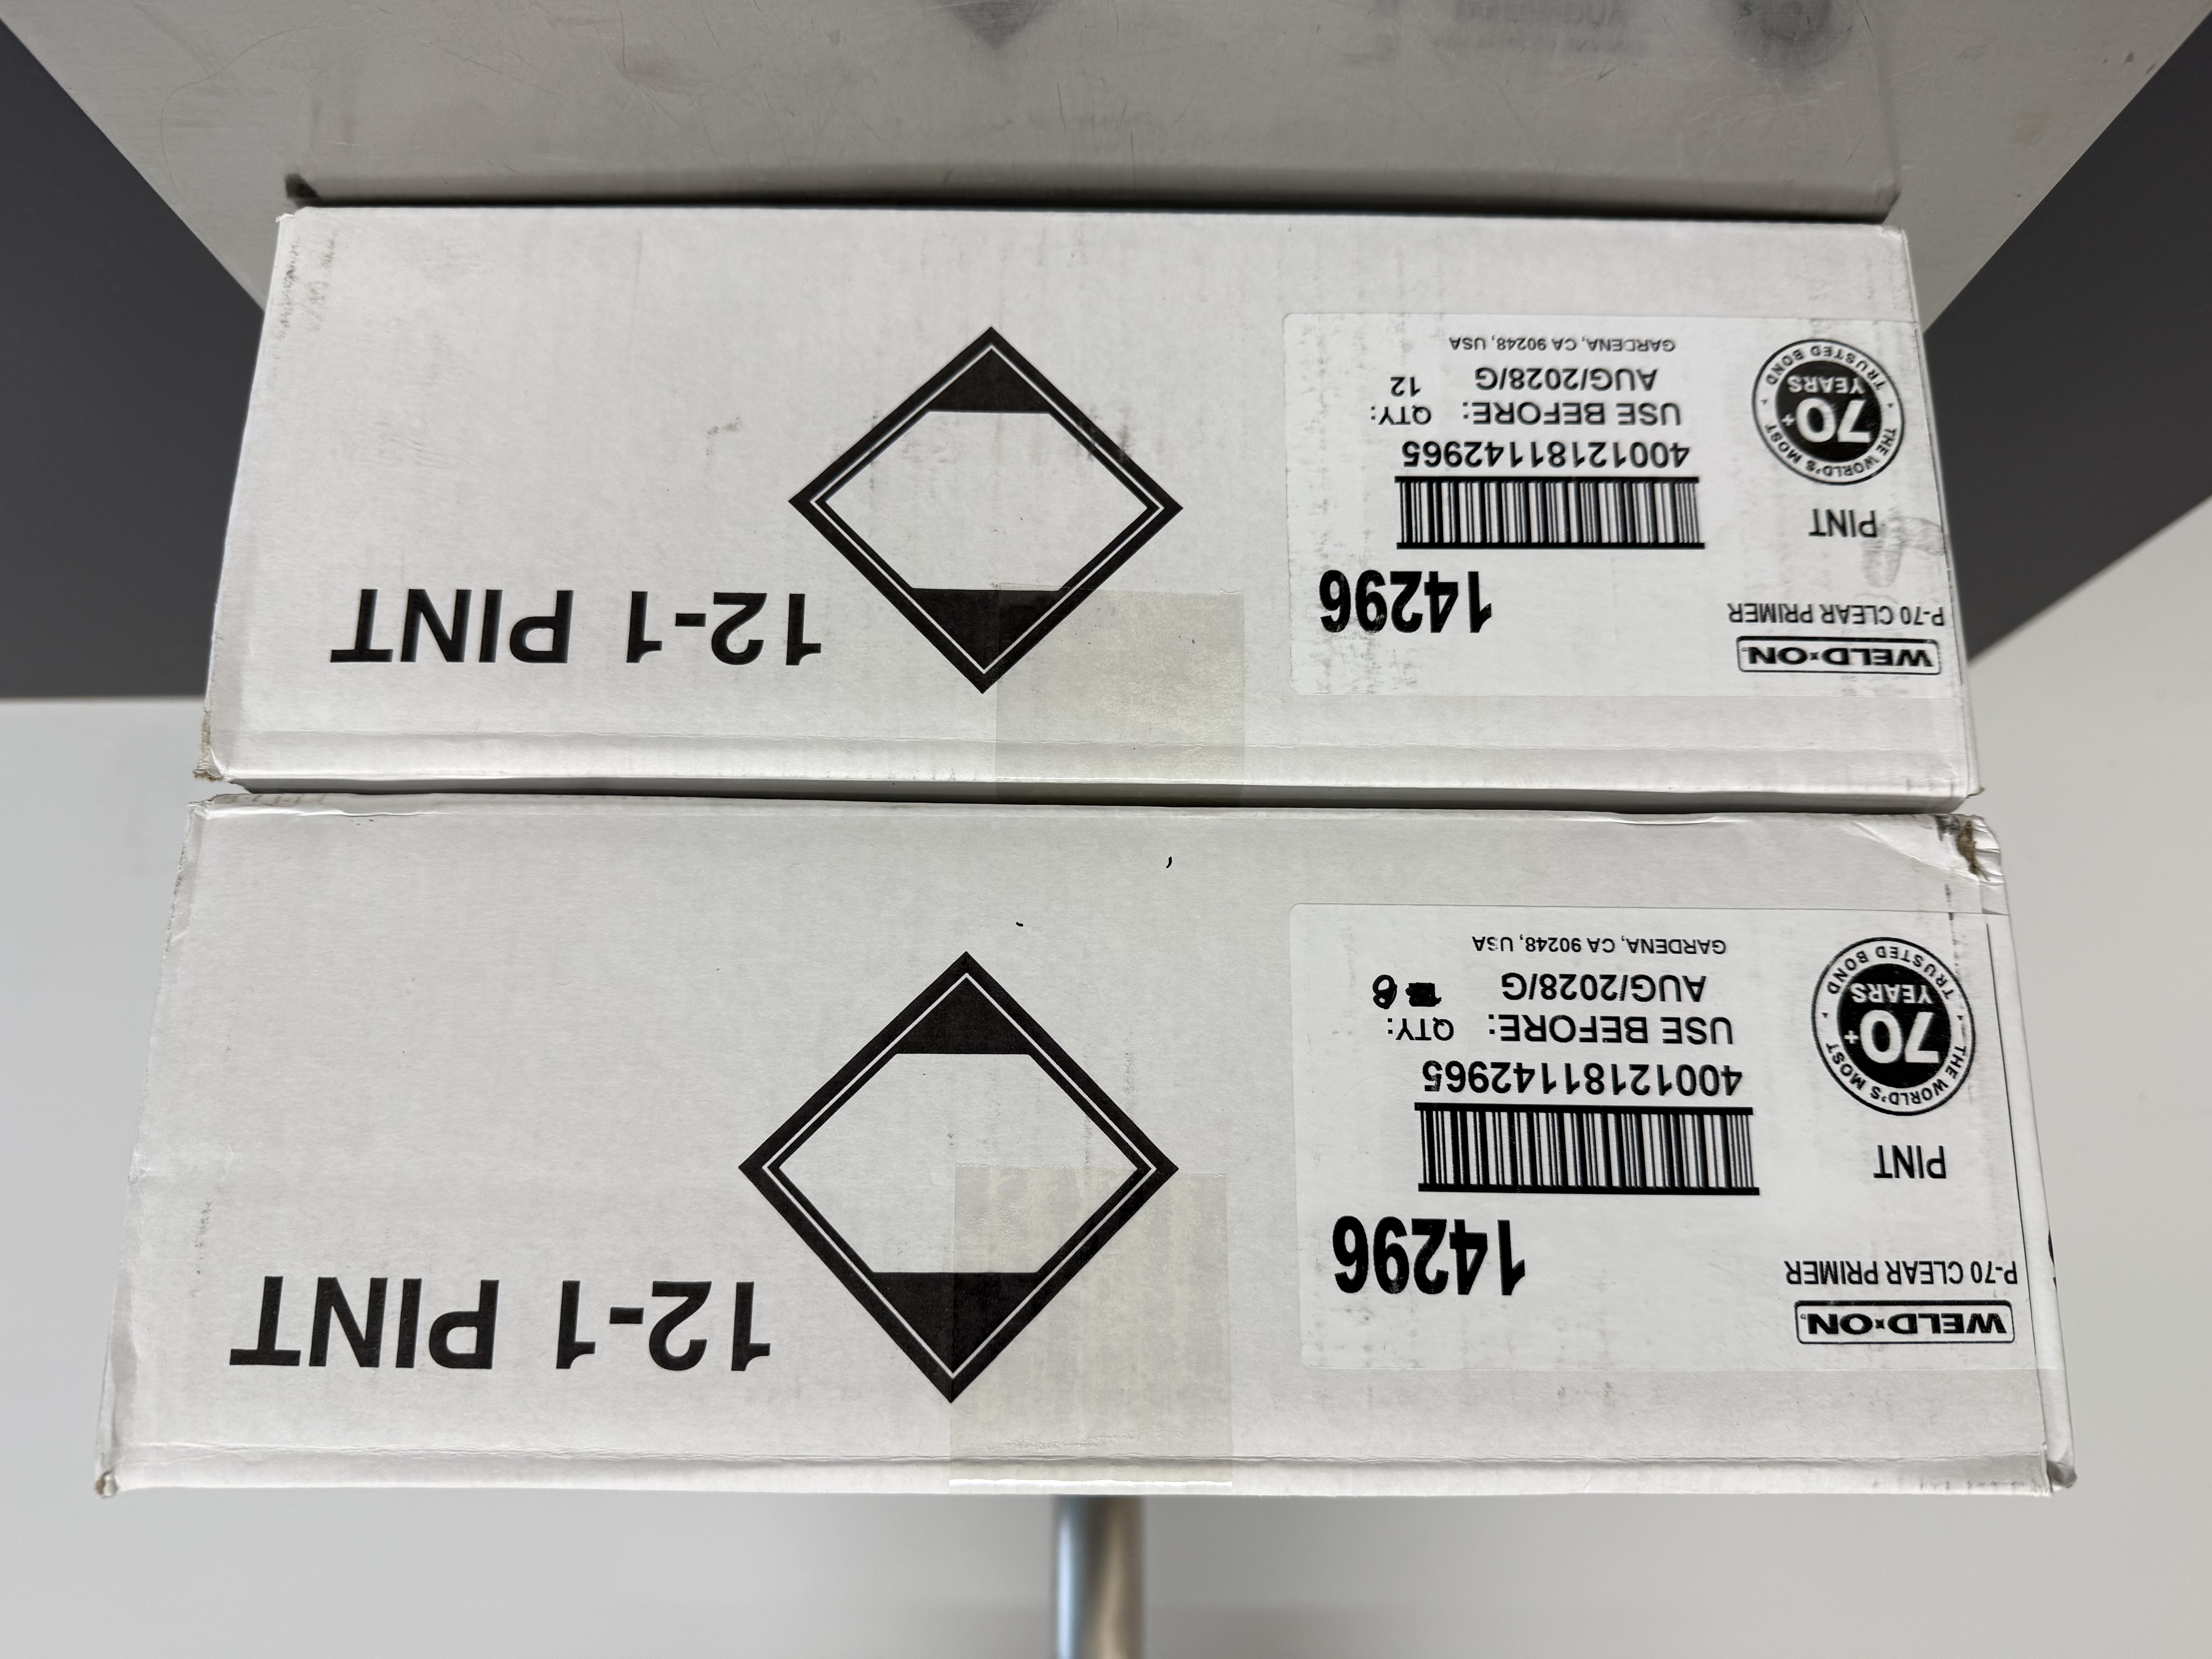 WELD-ON®
P-70 CLEAR PRIMER
14296
12-1 PINT
PINT
40012181142965
THE WORLD'S MOST TRUSTED BOND
70+
YEARS
USE BEFORE: QTY:
AUG/2028/G
GARDENA, CA 90248, USA
WELD-ON®
P-70 CLEAR PRIMER
14296
12-1 PINT
PINT
40012181142965
THE WORLD'S MOST TRUSTED BOND
70+
YEARS
USE BEFORE: QTY:
AUG/2028/G 12
GARDENA, CA 90248, USA